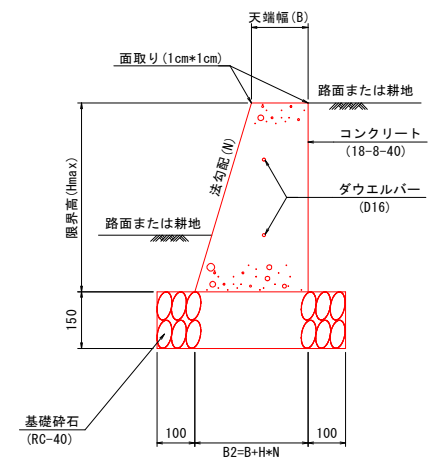 天端幅(B)
面取り(1cm*1cm)
路面または耕地
コンクリート
(18-8-40)
法勾配(N)
限界高(Hmax)
ダウエルバー
(D16)
路面または耕地
150
基礎砕石
(RC-40)
100
100
B2=B+H*N